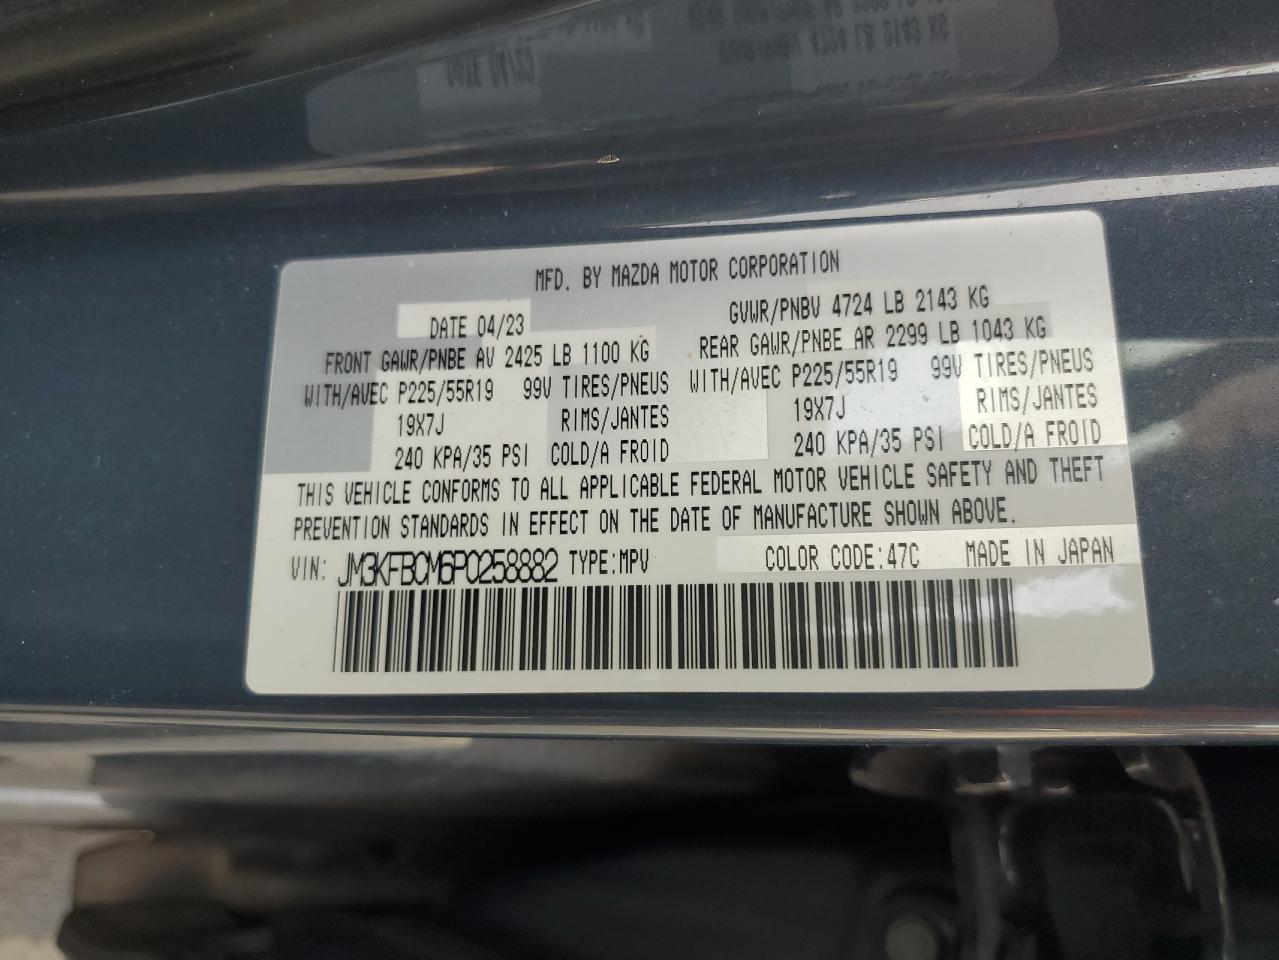 MFD. BY MAZDA MOTOR CORPORATION
DATE 04/23 GVWR/PNBV 4724 LB 2143 KG
FRONT GAWR/PNBE AV 2425 LB 1100 KG REAR GAWR/PNBE AR 2299 LB 1043 KG
WITH/AVEC P225/55R19 99V TIRES/PNEUS WITH/AVEC P225/55R19 99V TIRES/PNEUS
19X7J RIMS/JANTES 19X7J RIMS/JANTES
240 KPA/35 PSI COLD/A FROID 240 KPA/35 PSI COLD/A FROID
THIS VEHICLE CONFORMS TO ALL APPLICABLE FEDERAL MOTOR VEHICLE SAFETY AND THEFT
PREVENTION STANDARDS IN EFFECT ON THE DATE OF MANUFACTURE SHOWN ABOVE.
VIN: JM3KFBCM6P0258882 TYPE:MPV COLOR CODE:47C MADE IN JAPAN